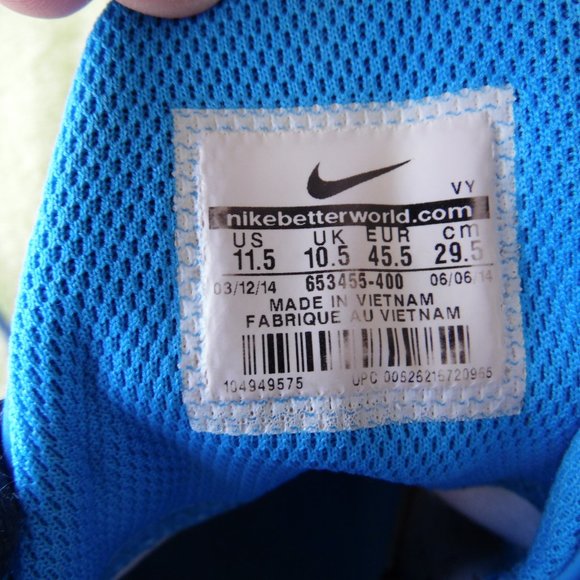 VY
nikebetterworld.com
US UK EUR cm
11.5 10.5 45.5 29.5
03/12/14 653455-400 06/06/14
MADE IN VIETNAM
FABRIQUE AU VIETNAM
104949575 UPC